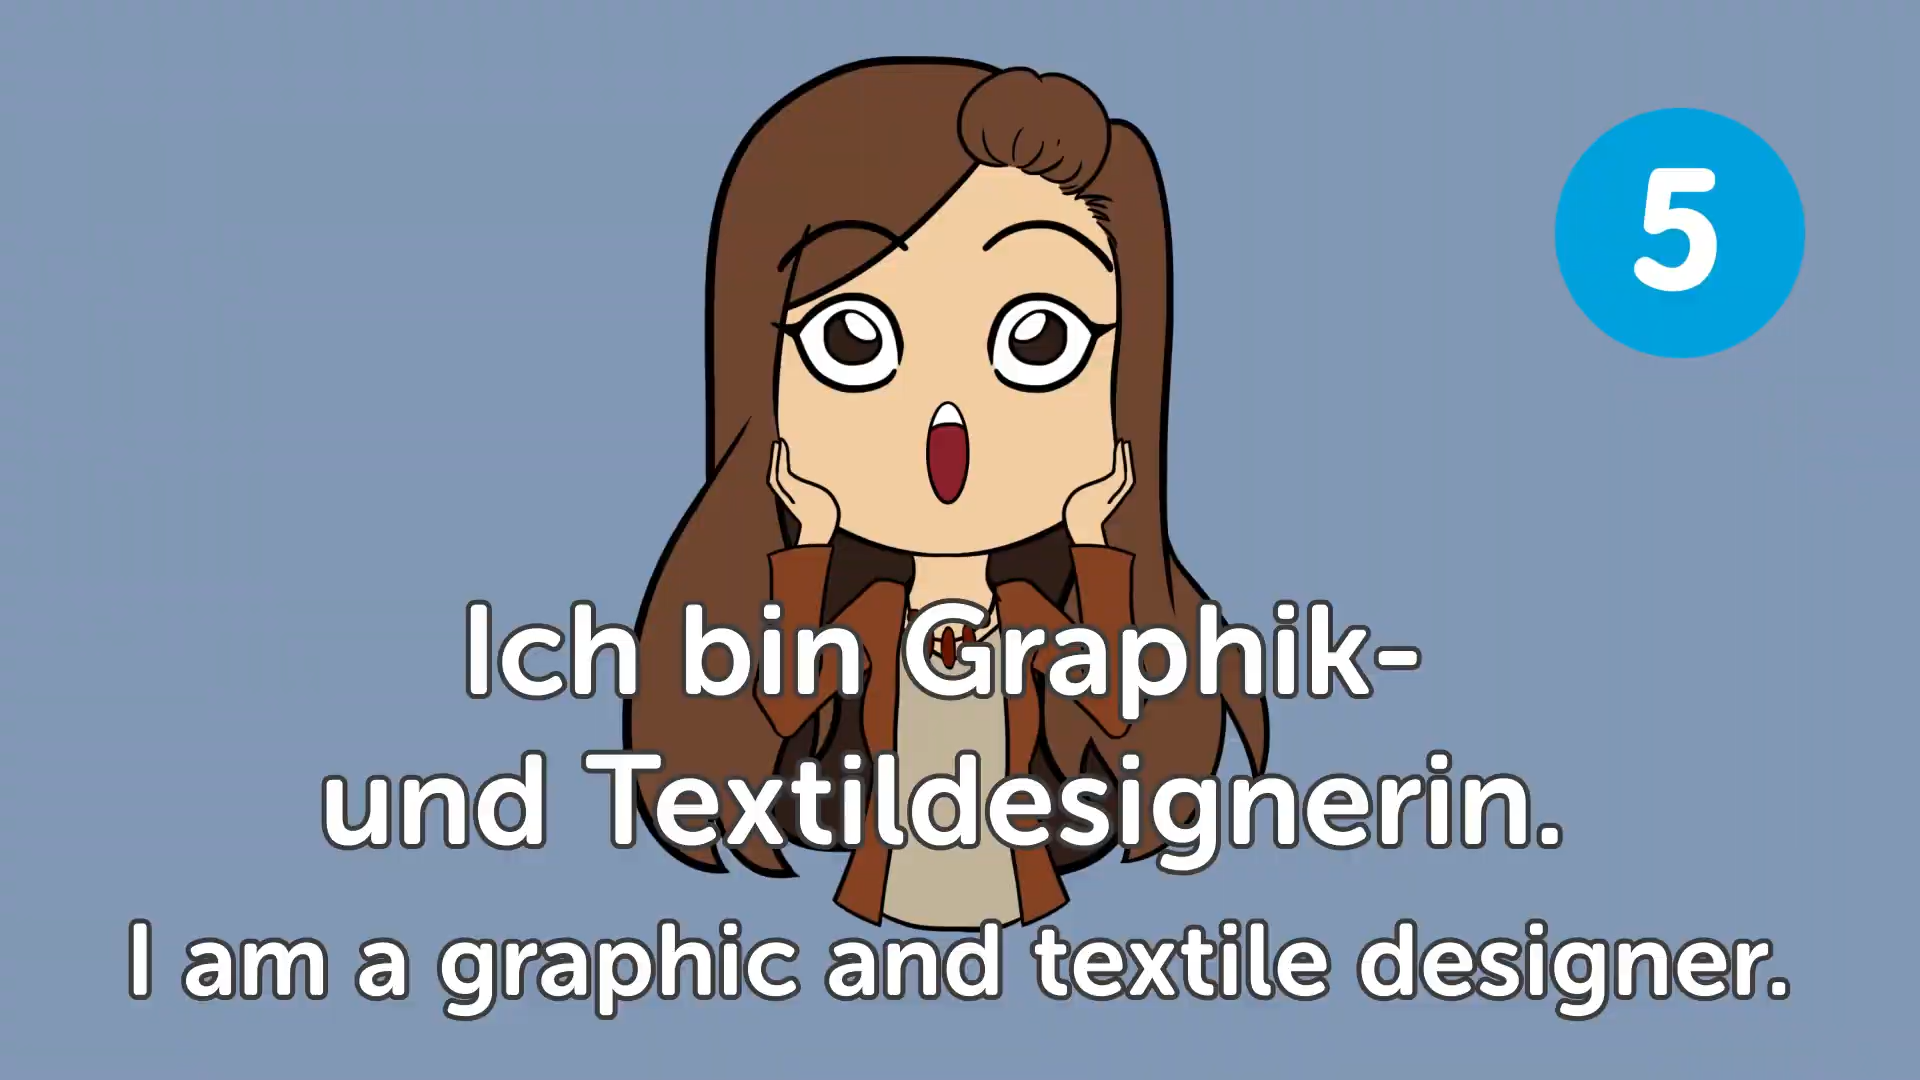 5
Ich bin Graphik-
und Textildesignerin.
I am a graphic and textile designer.